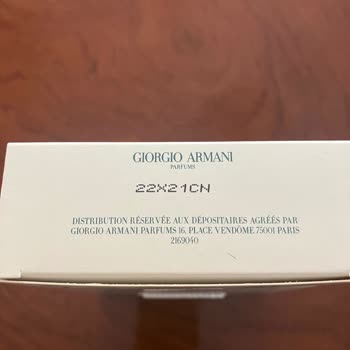 GIORGIO ARMANI
PARFUMS
22X21CN
DISTRIBUTION RÉSERVÉE AUX DÉPOSITAIRES AGRÉÉS PAR
GIORGIO ARMANI PARFUMS 16, PLACE VENDÔME 75001 PARIS
2169040